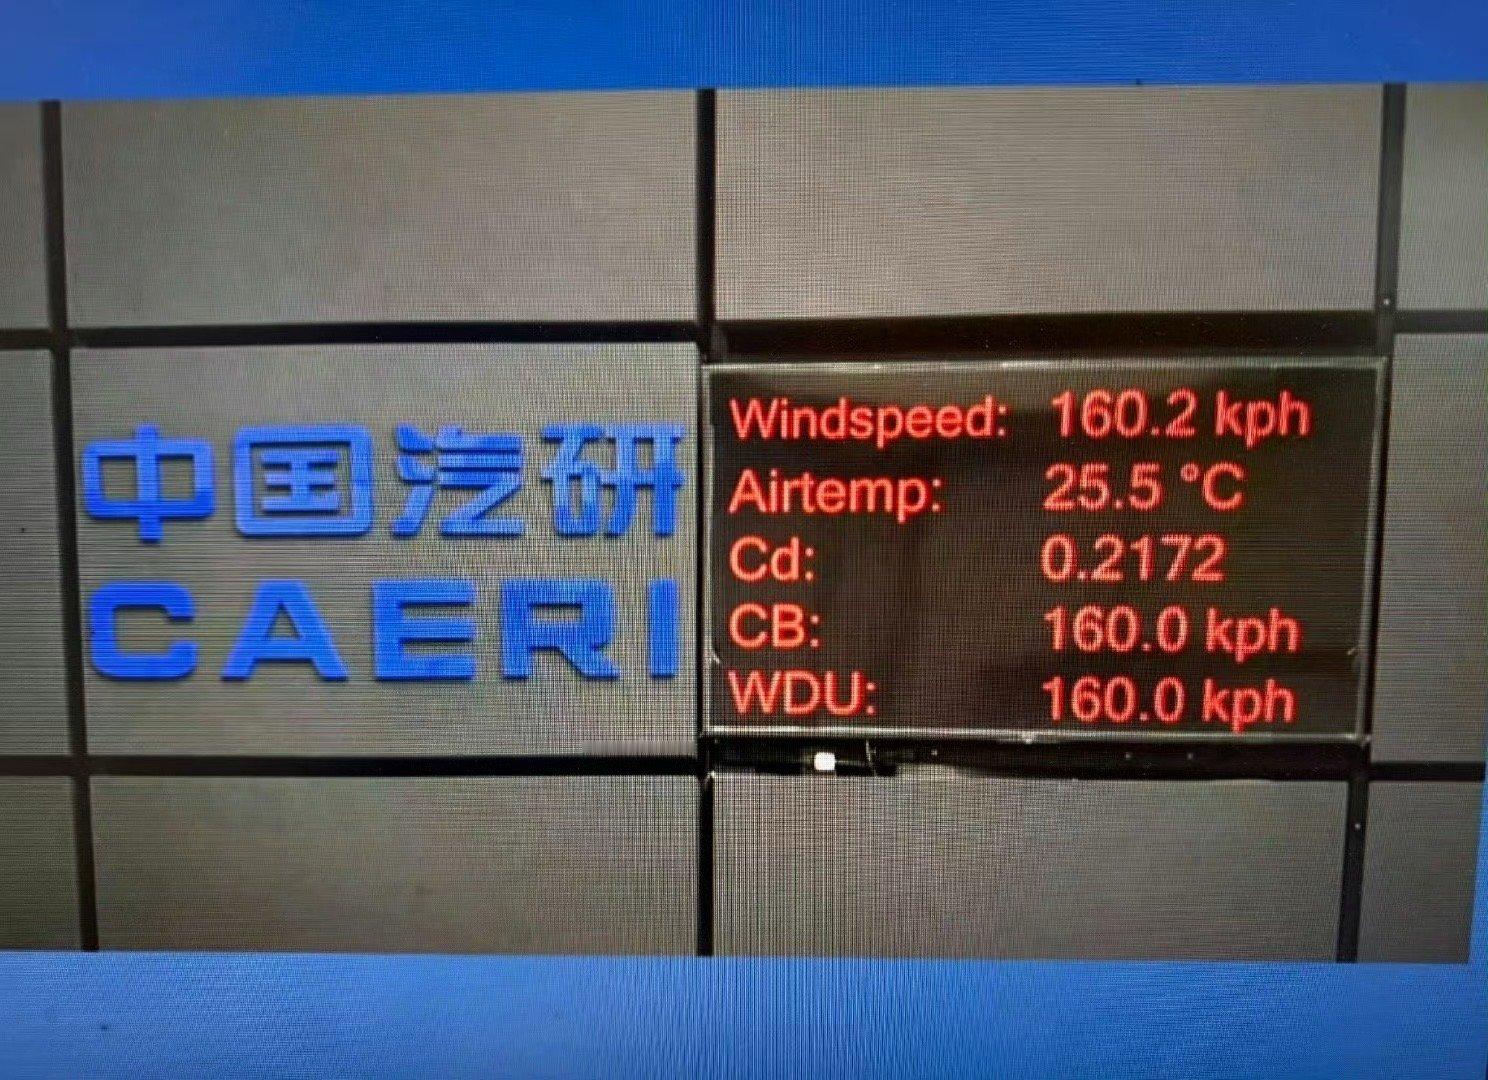 中国汽研
CAERI
Windspeed: 160.2 kph
Airtemp: 25.5 °C
Cd: 0.2172
CB: 160.0 kph
WDU: 160.0 kph